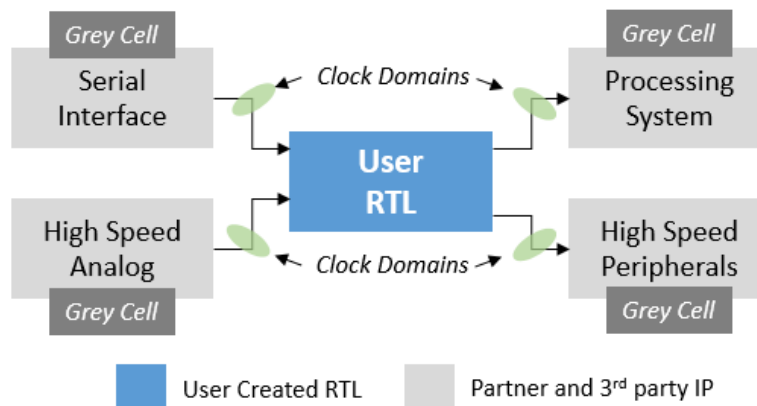 Grey Cell
Serial
Interface
Clock Domains
Grey Cell
Processing
System
User
RTL
High Speed
Analog
Grey Cell
Clock Domains
High Speed
Peripherals
Grey Cell
User Created RTL
Partner and 3rd party IP